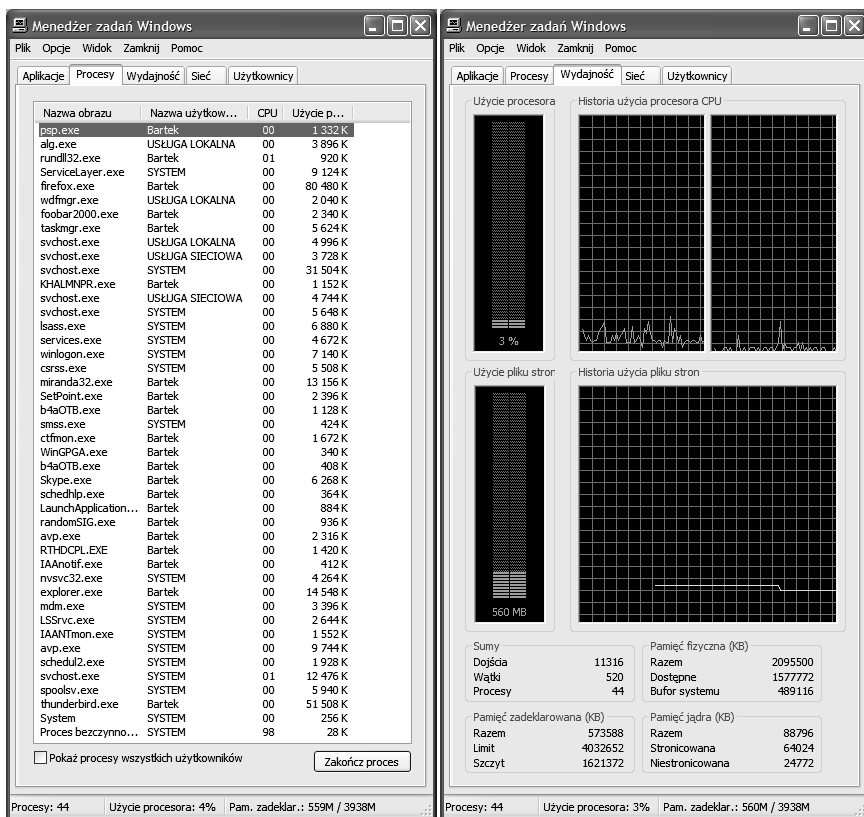 Menedżer zadań Windows
Plik Opcje Widok Zamknij Pomoc
Aplikacje Procesy Wydajność Sieć Użytkownicy
Nazwa obrazu Nazwa użytkow... CPU Użycie p...
psp.exe Bartek 00 1 332 K
alg.exe USŁUGA LOKALNA 00 3 896 K
rundll32.exe Bartek 01 920 K
ServiceLayer.exe SYSTEM 00 9 124 K
firefox.exe Bartek 00 80 480 K
wdfmgr.exe USŁUGA LOKALNA 00 2 040 K
foobar2000.exe Bartek 00 2 340 K
taskmgr.exe Bartek 00 5 624 K
svchost.exe USŁUGA LOKALNA 00 4 996 K
svchost.exe USŁUGA SIECIOWA 00 3 728 K
svchost.exe SYSTEM 00 31 504 K
KHALMNPR.exe Bartek 00 1 152 K
svchost.exe USŁUGA SIECIOWA 00 4 744 K
svchost.exe SYSTEM 00 5 648 K
lsass.exe SYSTEM 00 6 880 K
services.exe SYSTEM 00 4 672 K
winlogon.exe SYSTEM 00 7 140 K
csrss.exe SYSTEM 00 5 508 K
miranda32.exe Bartek 00 13 156 K
SetPoint.exe Bartek 00 2 396 K
b4aOTB.exe Bartek 00 1 128 K
smss.exe SYSTEM 00 424 K
ctfmon.exe Bartek 00 1 672 K
WinGPGA.exe Bartek 00 340 K
b4aOTB.exe Bartek 00 408 K
Skype.exe Bartek 00 6 268 K
schedhlp.exe Bartek 00 364 K
LaunchApplication... Bartek 00 884 K
randomSIG.exe Bartek 00 936 K
avp.exe Bartek 00 2 316 K
RTHDCPL.EXE Bartek 00 1 420 K
IAAnotif.exe Bartek 00 412 K
nvsvc32.exe SYSTEM 00 4 264 K
explorer.exe Bartek 00 14 548 K
mdm.exe SYSTEM 00 3 396 K
LSSrvc.exe SYSTEM 00 2 644 K
IAANTmon.exe SYSTEM 00 1 552 K
avp.exe SYSTEM 00 9 744 K
schedul2.exe SYSTEM 00 1 928 K
svchost.exe SYSTEM 01 12 476 K
spoolsv.exe SYSTEM 00 5 940 K
thunderbird.exe Bartek 00 51 508 K
System SYSTEM 00 256 K
Proces bezczynno... SYSTEM 98 28 K
Pokaż procesy wszystkich użytkowników
Zakończ proces
Procesy: 44 Użycie procesora: 4% Pam. zadeklar.: 559M / 3938M
Menedżer zadań Windows
Plik Opcje Widok Zamknij Pomoc
Aplikacje Procesy Wydajność Sieć Użytkownicy
Użycie procesora
3 %
Historia użycia procesora CPU
Użycie pliku stron
560 MB
Historia użycia pliku stron
Sumy
Dojścia 11316
Wątki 520
Procesy 44
Pamięć fizyczna (KB)
Razem 2095500
Dostępne 1577772
Bufor systemu 489116
Pamięć zadeklarowana (KB)
Razem 573588
Limit 4032652
Szczyt 1621372
Pamięć jądra (KB)
Razem 88796
Stronicowana 64024
Niestronicowana 24772
Procesy: 44 Użycie procesora: 3% Pam. zadeklar.: 560M / 3938M